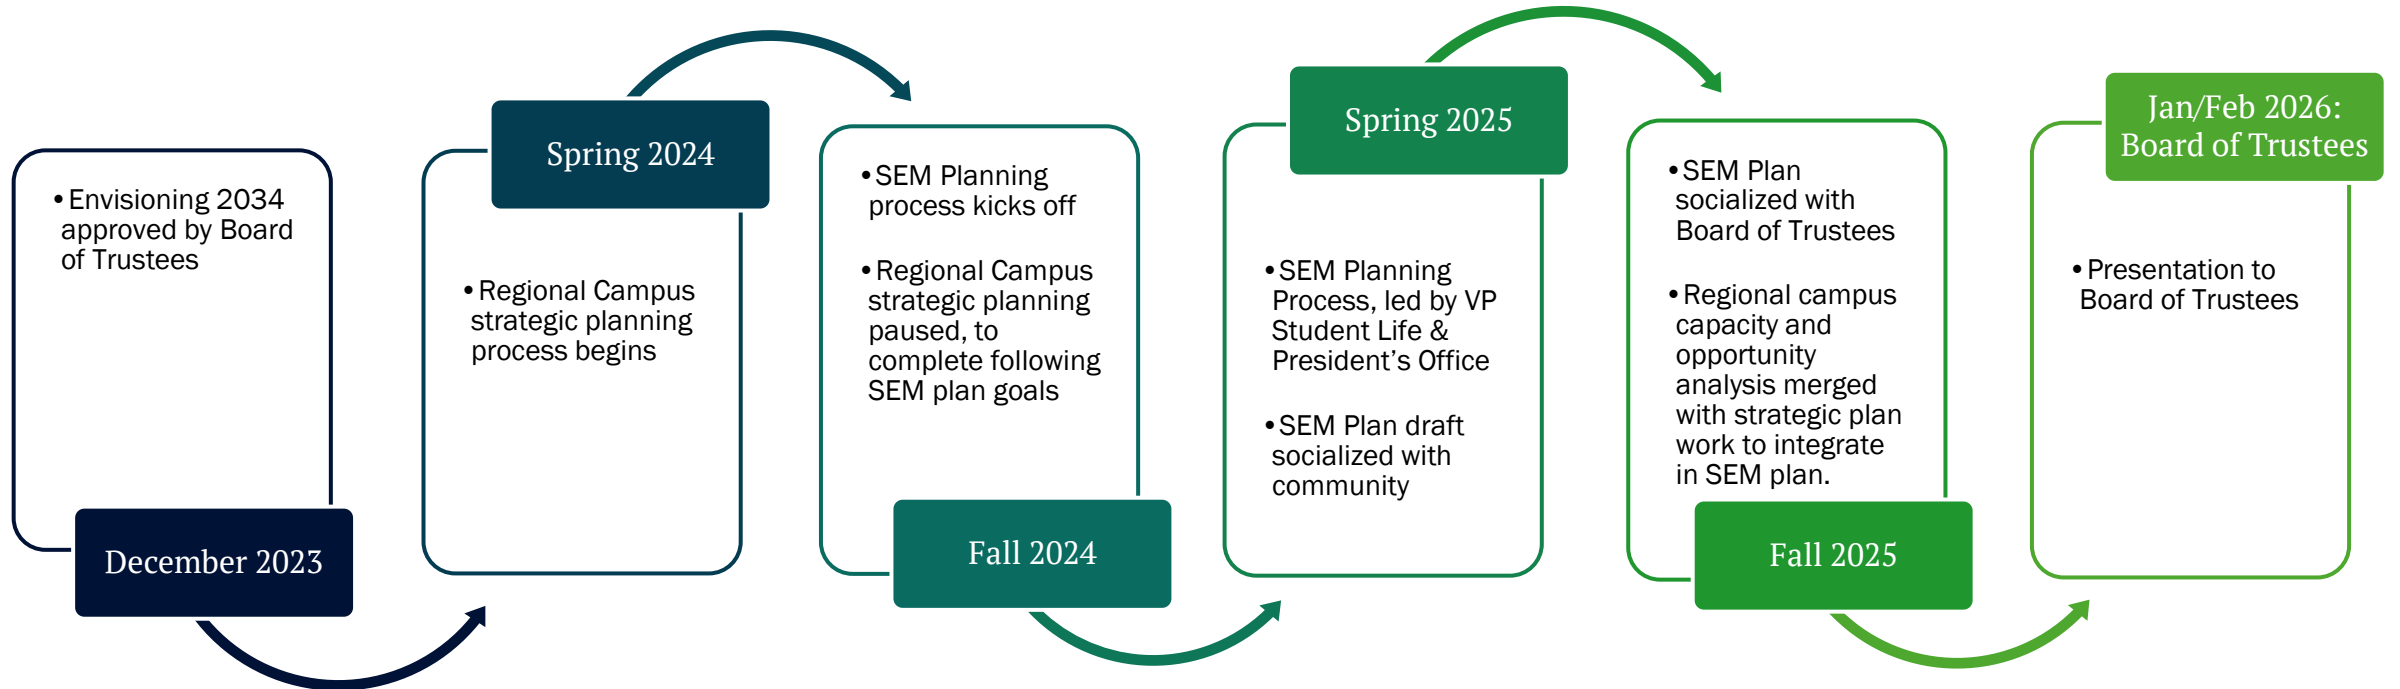 •Envisioning 2034
approved by Board
of Trustees
December 2023
Spring 2024
•Regional Campus
strategic planning
process begins
•SEM Planning
process kicks off
•Regional Campus
strategic planning
paused, to
complete following
SEM plan goals
Fall 2024
Spring 2025
•SEM Planning
Process, led by VP
Student Life &
President’s Office
•SEM Plan draft
socialized with
community
•SEM Plan
socialized with
Board of Trustees
•Regional campus
capacity and
opportunity
analysis merged
with strategic plan
work to integrate
in SEM plan.
Fall 2025
Jan/Feb 2026:
Board of Trustees
•Presentation to
Board of Trustees